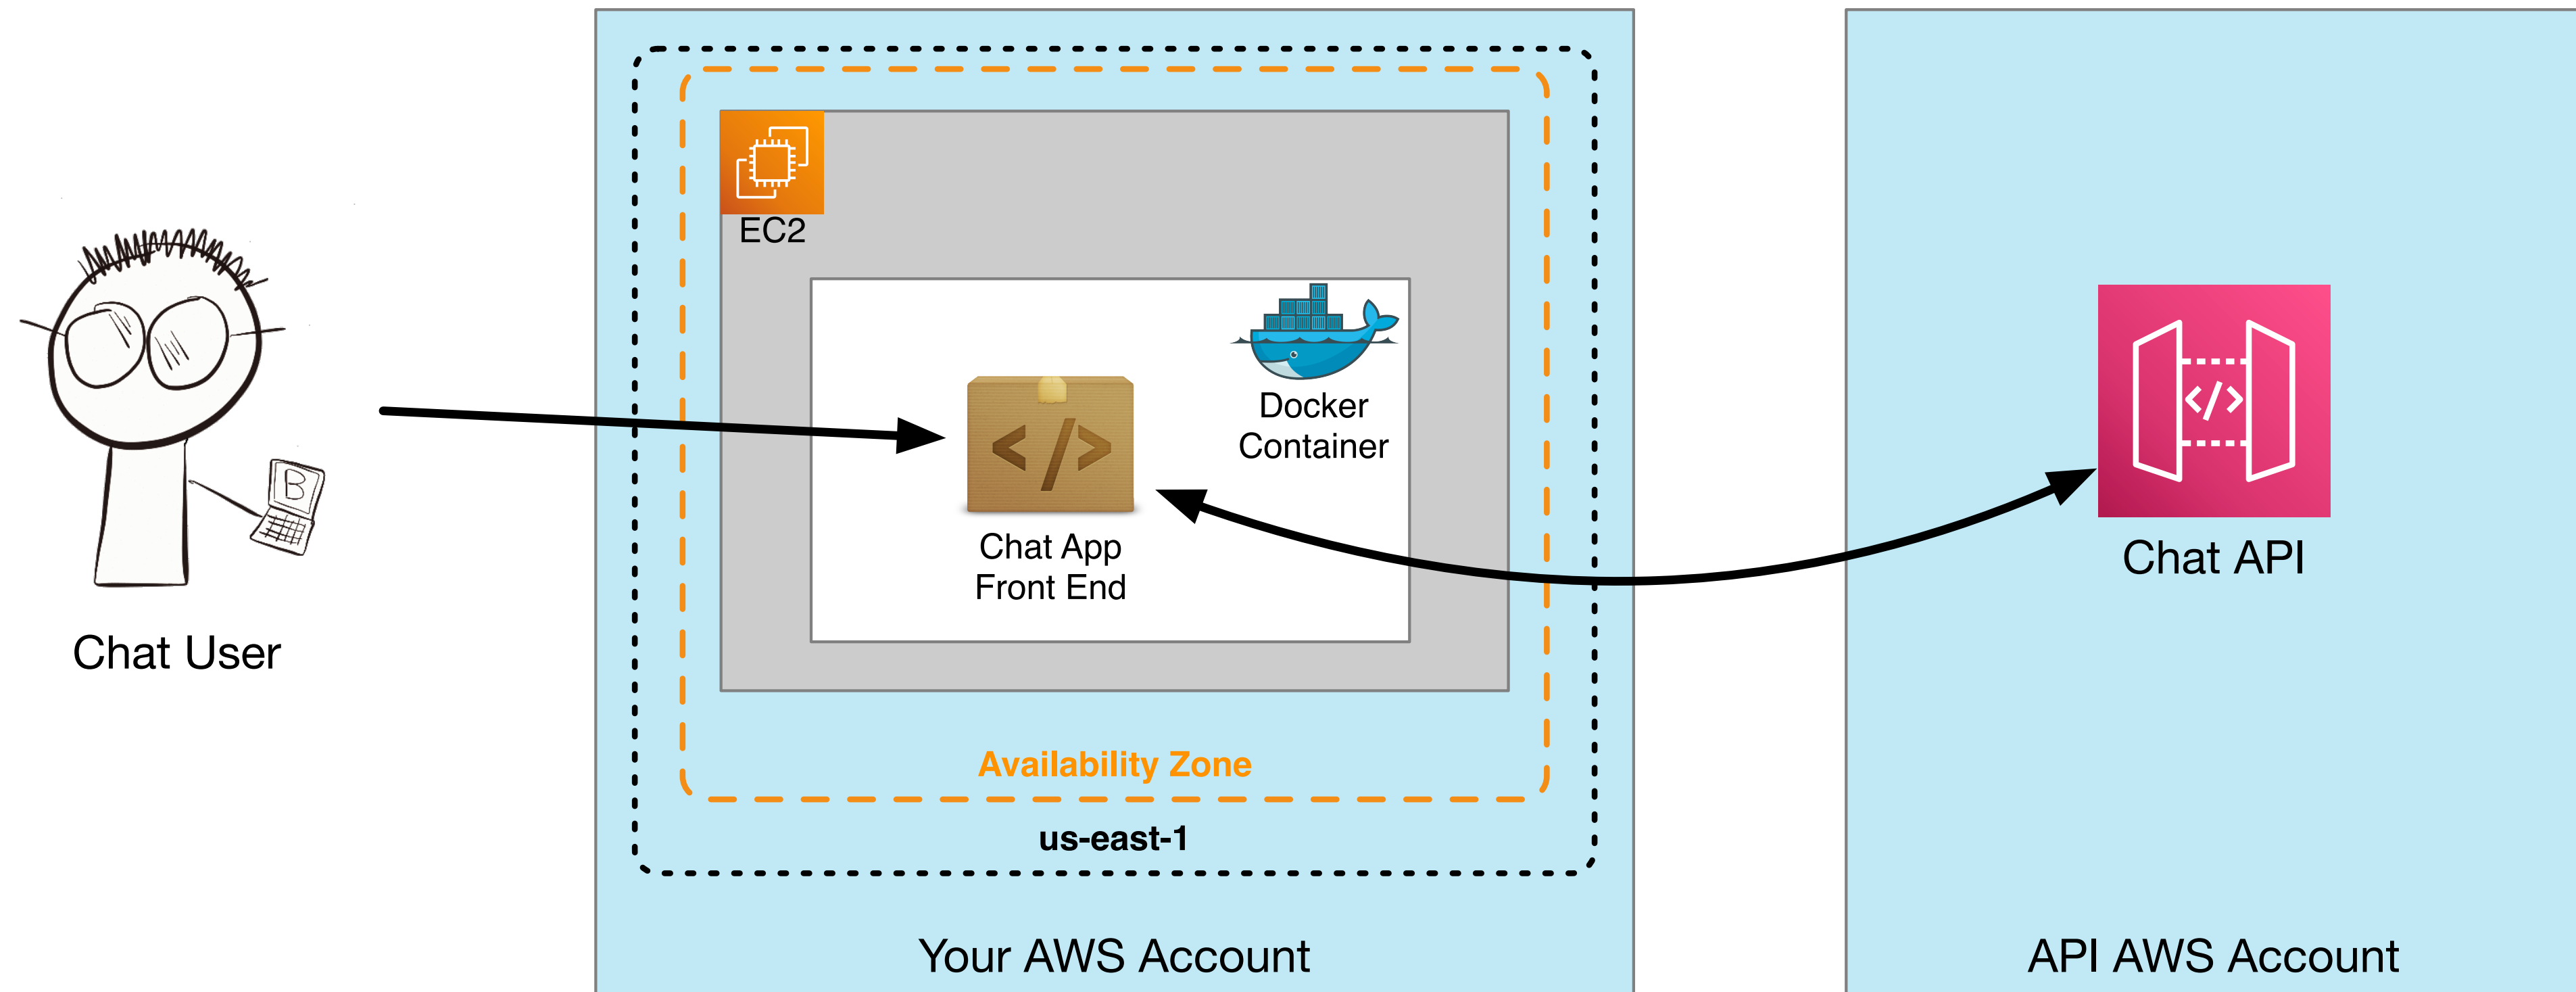 EC2
Docker
Container
</>
Chat App
Front End
</>
Chat API
B
Chat User
Availability Zone
us-east-1
Your AWS Account
API AWS Account